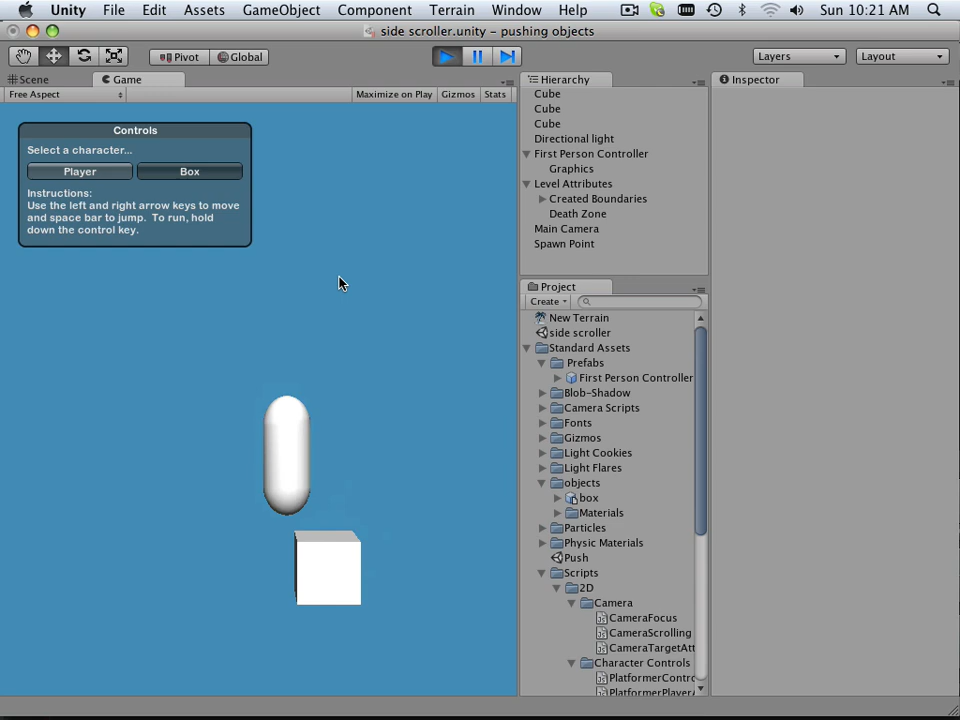 Unity File Edit Assets GameObject Component Terrain Window Help Sun 10:21 AM
side scroller.unity – pushing objects
Pivot Global Layers Layout
Scene Game
Free Aspect Maximize on Play Gizmos Stats
Controls
Select a character...
Player Box
Instructions:
Use the left and right arrow keys to move
and space bar to jump. To run, hold
down the control key.
Hierarchy
Cube
Cube
Cube
Directional light
First Person Controller
Graphics
Level Attributes
Created Boundaries
Death Zone
Main Camera
Spawn Point
Project
Create
New Terrain
side scroller
Standard Assets
Prefabs
First Person Controller
Blob-Shadow
Camera Scripts
Fonts
Gizmos
Light Cookies
Light Flares
objects
box
Materials
Particles
Physic Materials
Push
Scripts
2D
Camera
CameraFocus
CameraScrolling
CameraTargetAtt
Character Controls
PlatformerContro
PlatformerPlayer
Inspector